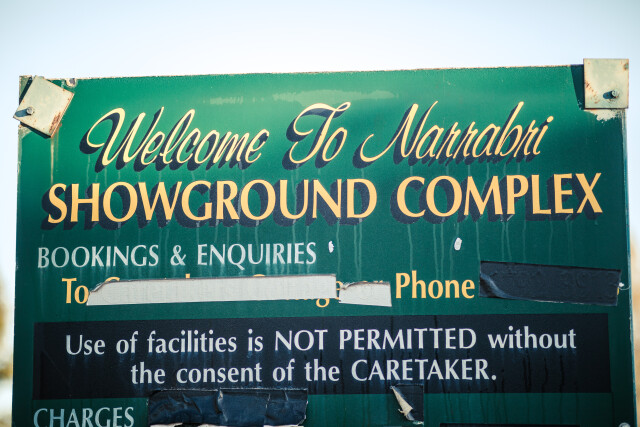 Welcome To Narrabri
SHOWGROUND COMPLEX
BOOKINGS & ENQUIRIES
To Phone
Use of facilities is NOT PERMITTED without
the consent of the CARETAKER.
CHARGES